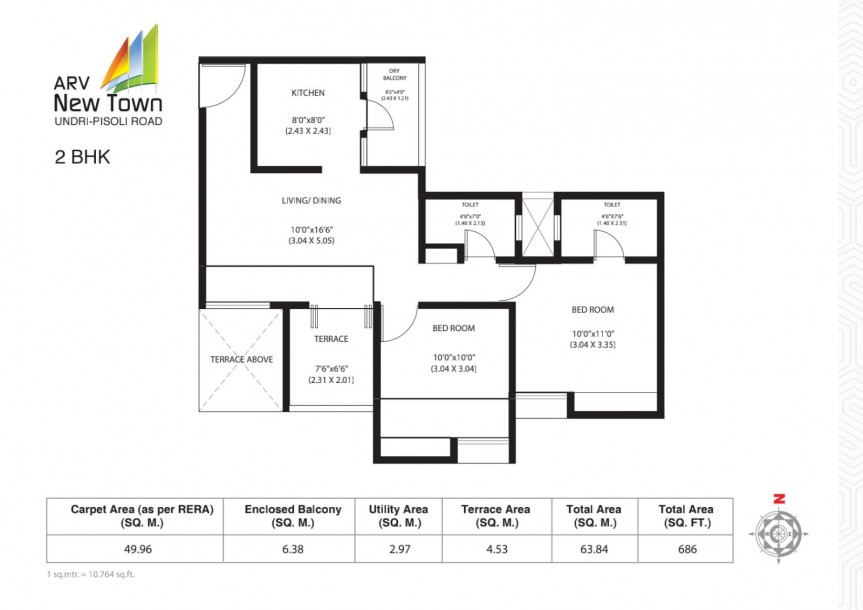 ARV
New Town
UNDRI-PISOLI ROAD
2 BHK
KITCHEN
8'0"x8'0"
(2.43 X 2.43)
DRY
BALCONY
8'0"x4'0"
(2.43 X 1.21)
LIVING/ DINING
10'0"x16'6"
(3.04 X 5.05)
TOILET
4'6"x7'0"
(1.40 X 2.13)
TOILET
4'6"X7'6"
(1.40 X 2.31)
BED ROOM
10'0"x11'0"
(3.04 X 3.35)
BED ROOM
10'0"x10'0"
(3.04 X 3.04)
TERRACE
7'6"x6'6"
(2.31 X 2.01)
TERRACE ABOVE
Carpet Area (as per RERA) (SQ. M.) Enclosed Balcony (SQ. M.) Utility Area (SQ. M.) Terrace Area (SQ. M.) Total Area (SQ. M.) Total Area (SQ. FT.)
49.96 6.38 2.97 4.53 63.84 686
1 sq.mtr. = 10.764 sq.ft.
N
W E
S